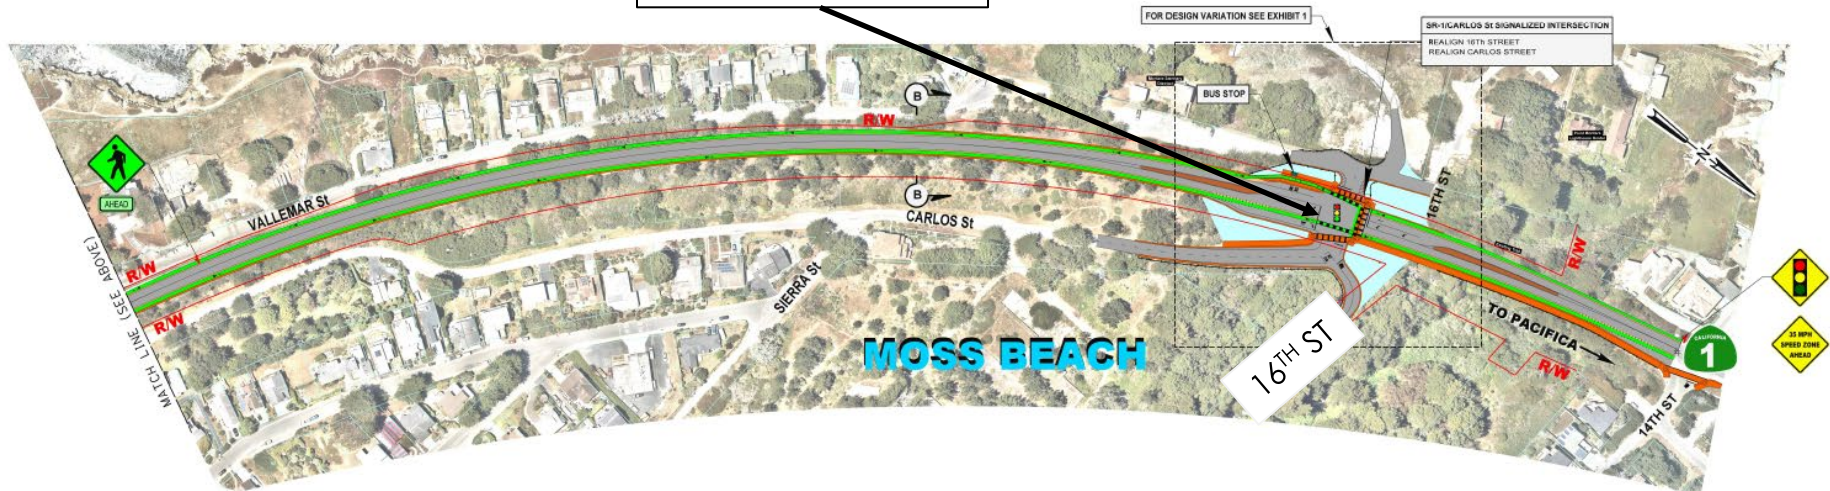 FOR DESIGN VARIATION SEE EXHIBIT 1
SR-1/CARLOS St SIGNALIZED INTERSECTION
REALIGN 16Th STREET
REALIGN CARLOS STREET
B
BUS STOP
R/W
N
AHEAD
VALLEMAR St
B
CARLOS St
16TH ST
R/W
MATCH LINE (SEE ABOVE)
R/W
R/W
SIERRA St
TO PACIFICA
MOSS BEACH
16TH ST
R/W
CALIFORNIA
1
35 MPH
SPEED ZONE
AHEAD
14TH ST